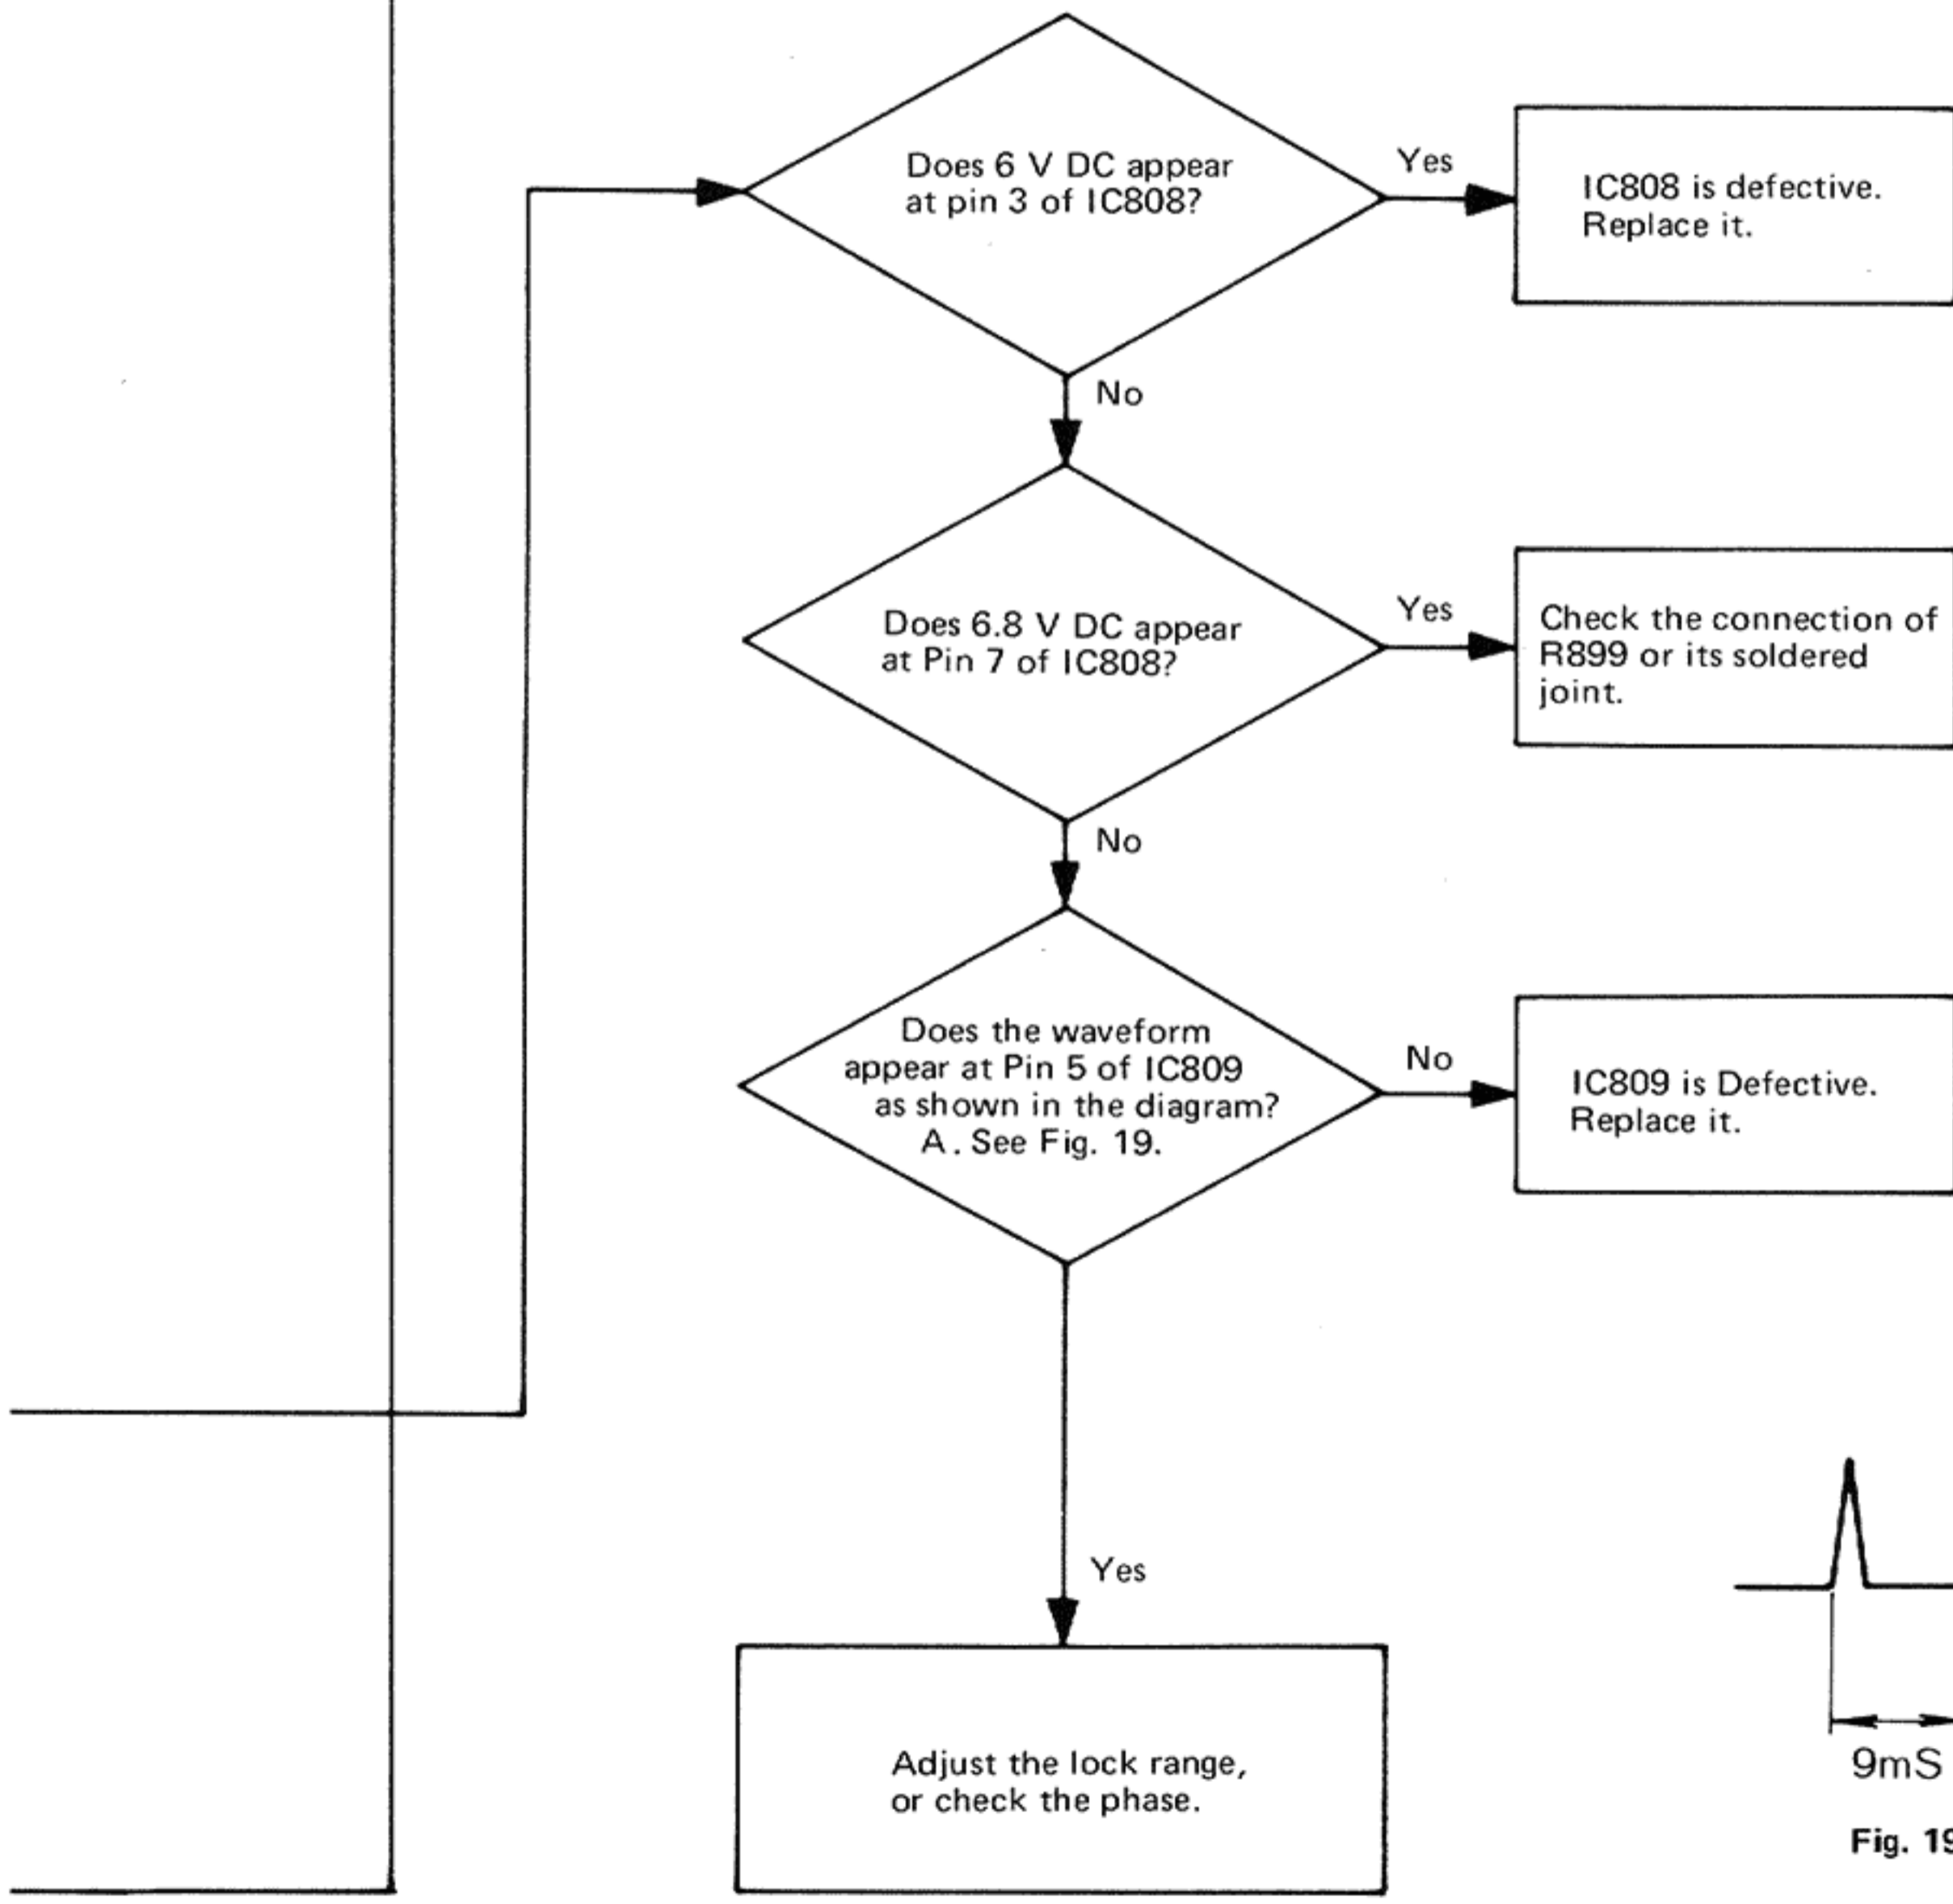 Does 6 V DC appear
at pin 3 of IC808?
Yes
IC808 is defective.
Replace it.
No
Does 6.8 V DC appear
at Pin 7 of IC808?
Yes
Check the connection of
R899 or its soldered
joint.
No
Does the waveform
appear at Pin 5 of IC809
as shown in the diagram?
A. See Fig. 19.
No
IC809 is Defective.
Replace it.
Yes
Adjust the lock range,
or check the phase.
9mS
Fig. 19